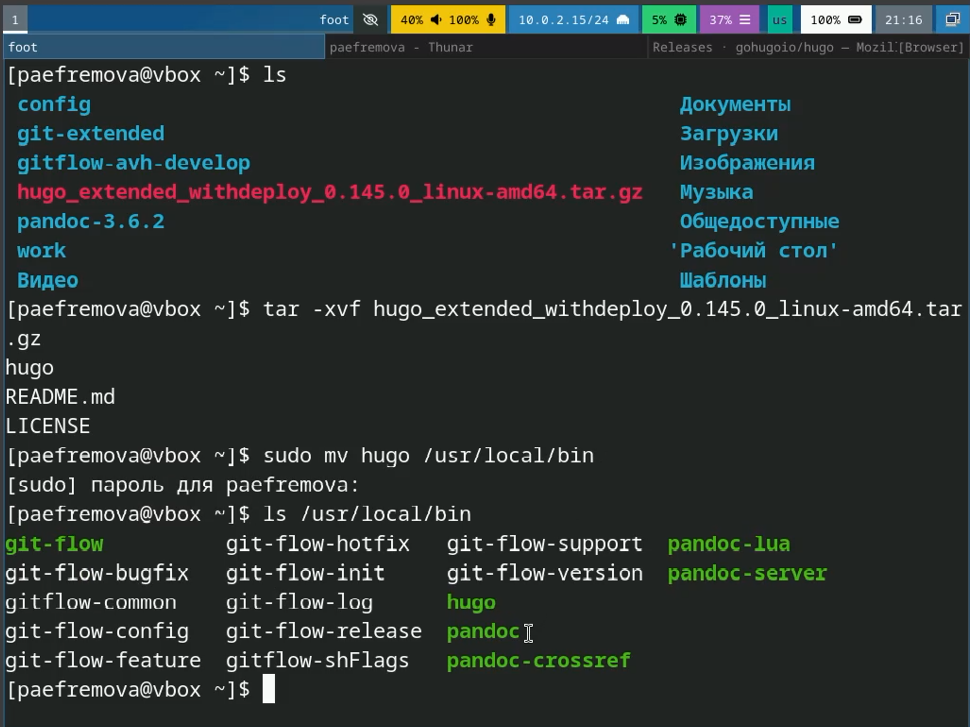 1 foot 40% 100% 10.0.2.15/24 5% 37% us 100% 21:16
foot paefremova - Thunar Releases · gohugoio/hugo — Mozil [Browser]
[paefremova@vbox ~]$ ls
config Документы
git-extended Загрузки
gitflow-avh-develop Изображения
hugo_extended_withdeploy_0.145.0_linux-amd64.tar.gz Музыка
pandoc-3.6.2 Общедоступные
work 'Рабочий стол'
Видео Шаблоны
[paefremova@vbox ~]$ tar -xvf hugo_extended_withdeploy_0.145.0_linux-amd64.tar
.gz
hugo
README.md
LICENSE
[paefremova@vbox ~]$ sudo mv hugo /usr/local/bin
[sudo] пароль для paefremova:
[paefremova@vbox ~]$ ls /usr/local/bin
git-flow git-flow-hotfix git-flow-support pandoc-lua
git-flow-bugfix git-flow-init git-flow-version pandoc-server
gitflow-common git-flow-log hugo
git-flow-config git-flow-release pandoc
git-flow-feature gitflow-shFlags pandoc-crossref
[paefremova@vbox ~]$